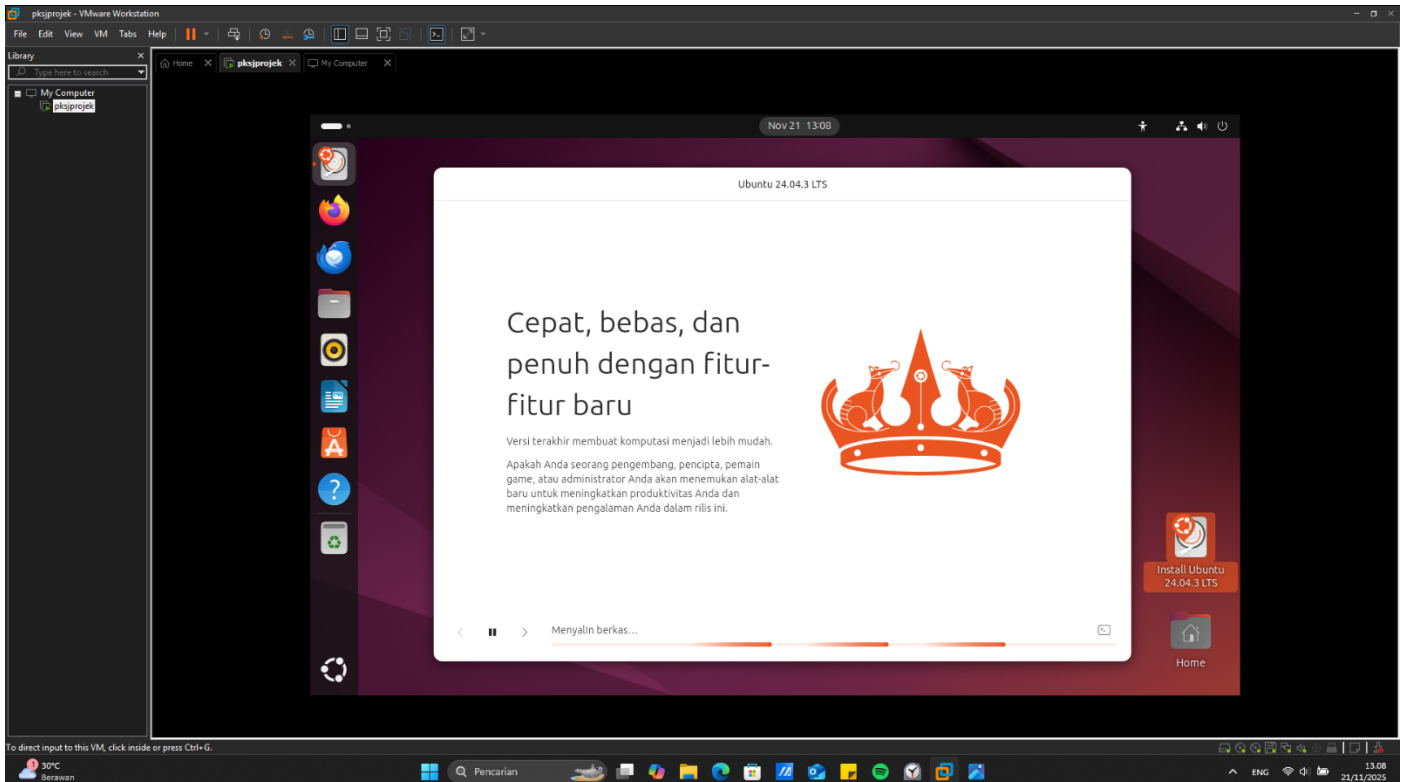 pksjprojek - VMware Workstation
File Edit View VM Tabs Help
Library
Type here to search
My Computer
pksjprojek
Home
pksjprojek
My Computer
Nov 21 13:08
Ubuntu 24.04.3 LTS
Cepat, bebas, dan
penuh dengan fitur-
fitur baru
Versi terakhir membuat komputasi menjadi lebih mudah.
Apakah Anda seorang pengembang, pencipta, pemain
game, atau administrator Anda akan menemukan alat-alat
baru untuk meningkatkan produktivitas Anda dan
meningkatkan pengalaman Anda dalam rilis ini.
Menyalin berkas...
Install Ubuntu
24.04.3 LTS
Home
To direct input to this VM, click inside or press Ctrl+G.
1
30°C
Berawan
Pencarian
ENG
13.08
21/11/2025